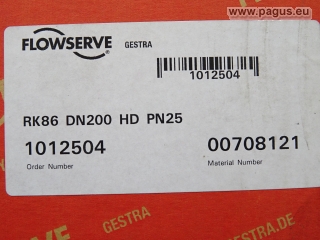 www.pagus.eu
FLOWSERVE GESTRA
1012504
RK86 DN200 HD PN25
1012504 00708121
Order Number Material Number
GESTRA
GESTRA.DE